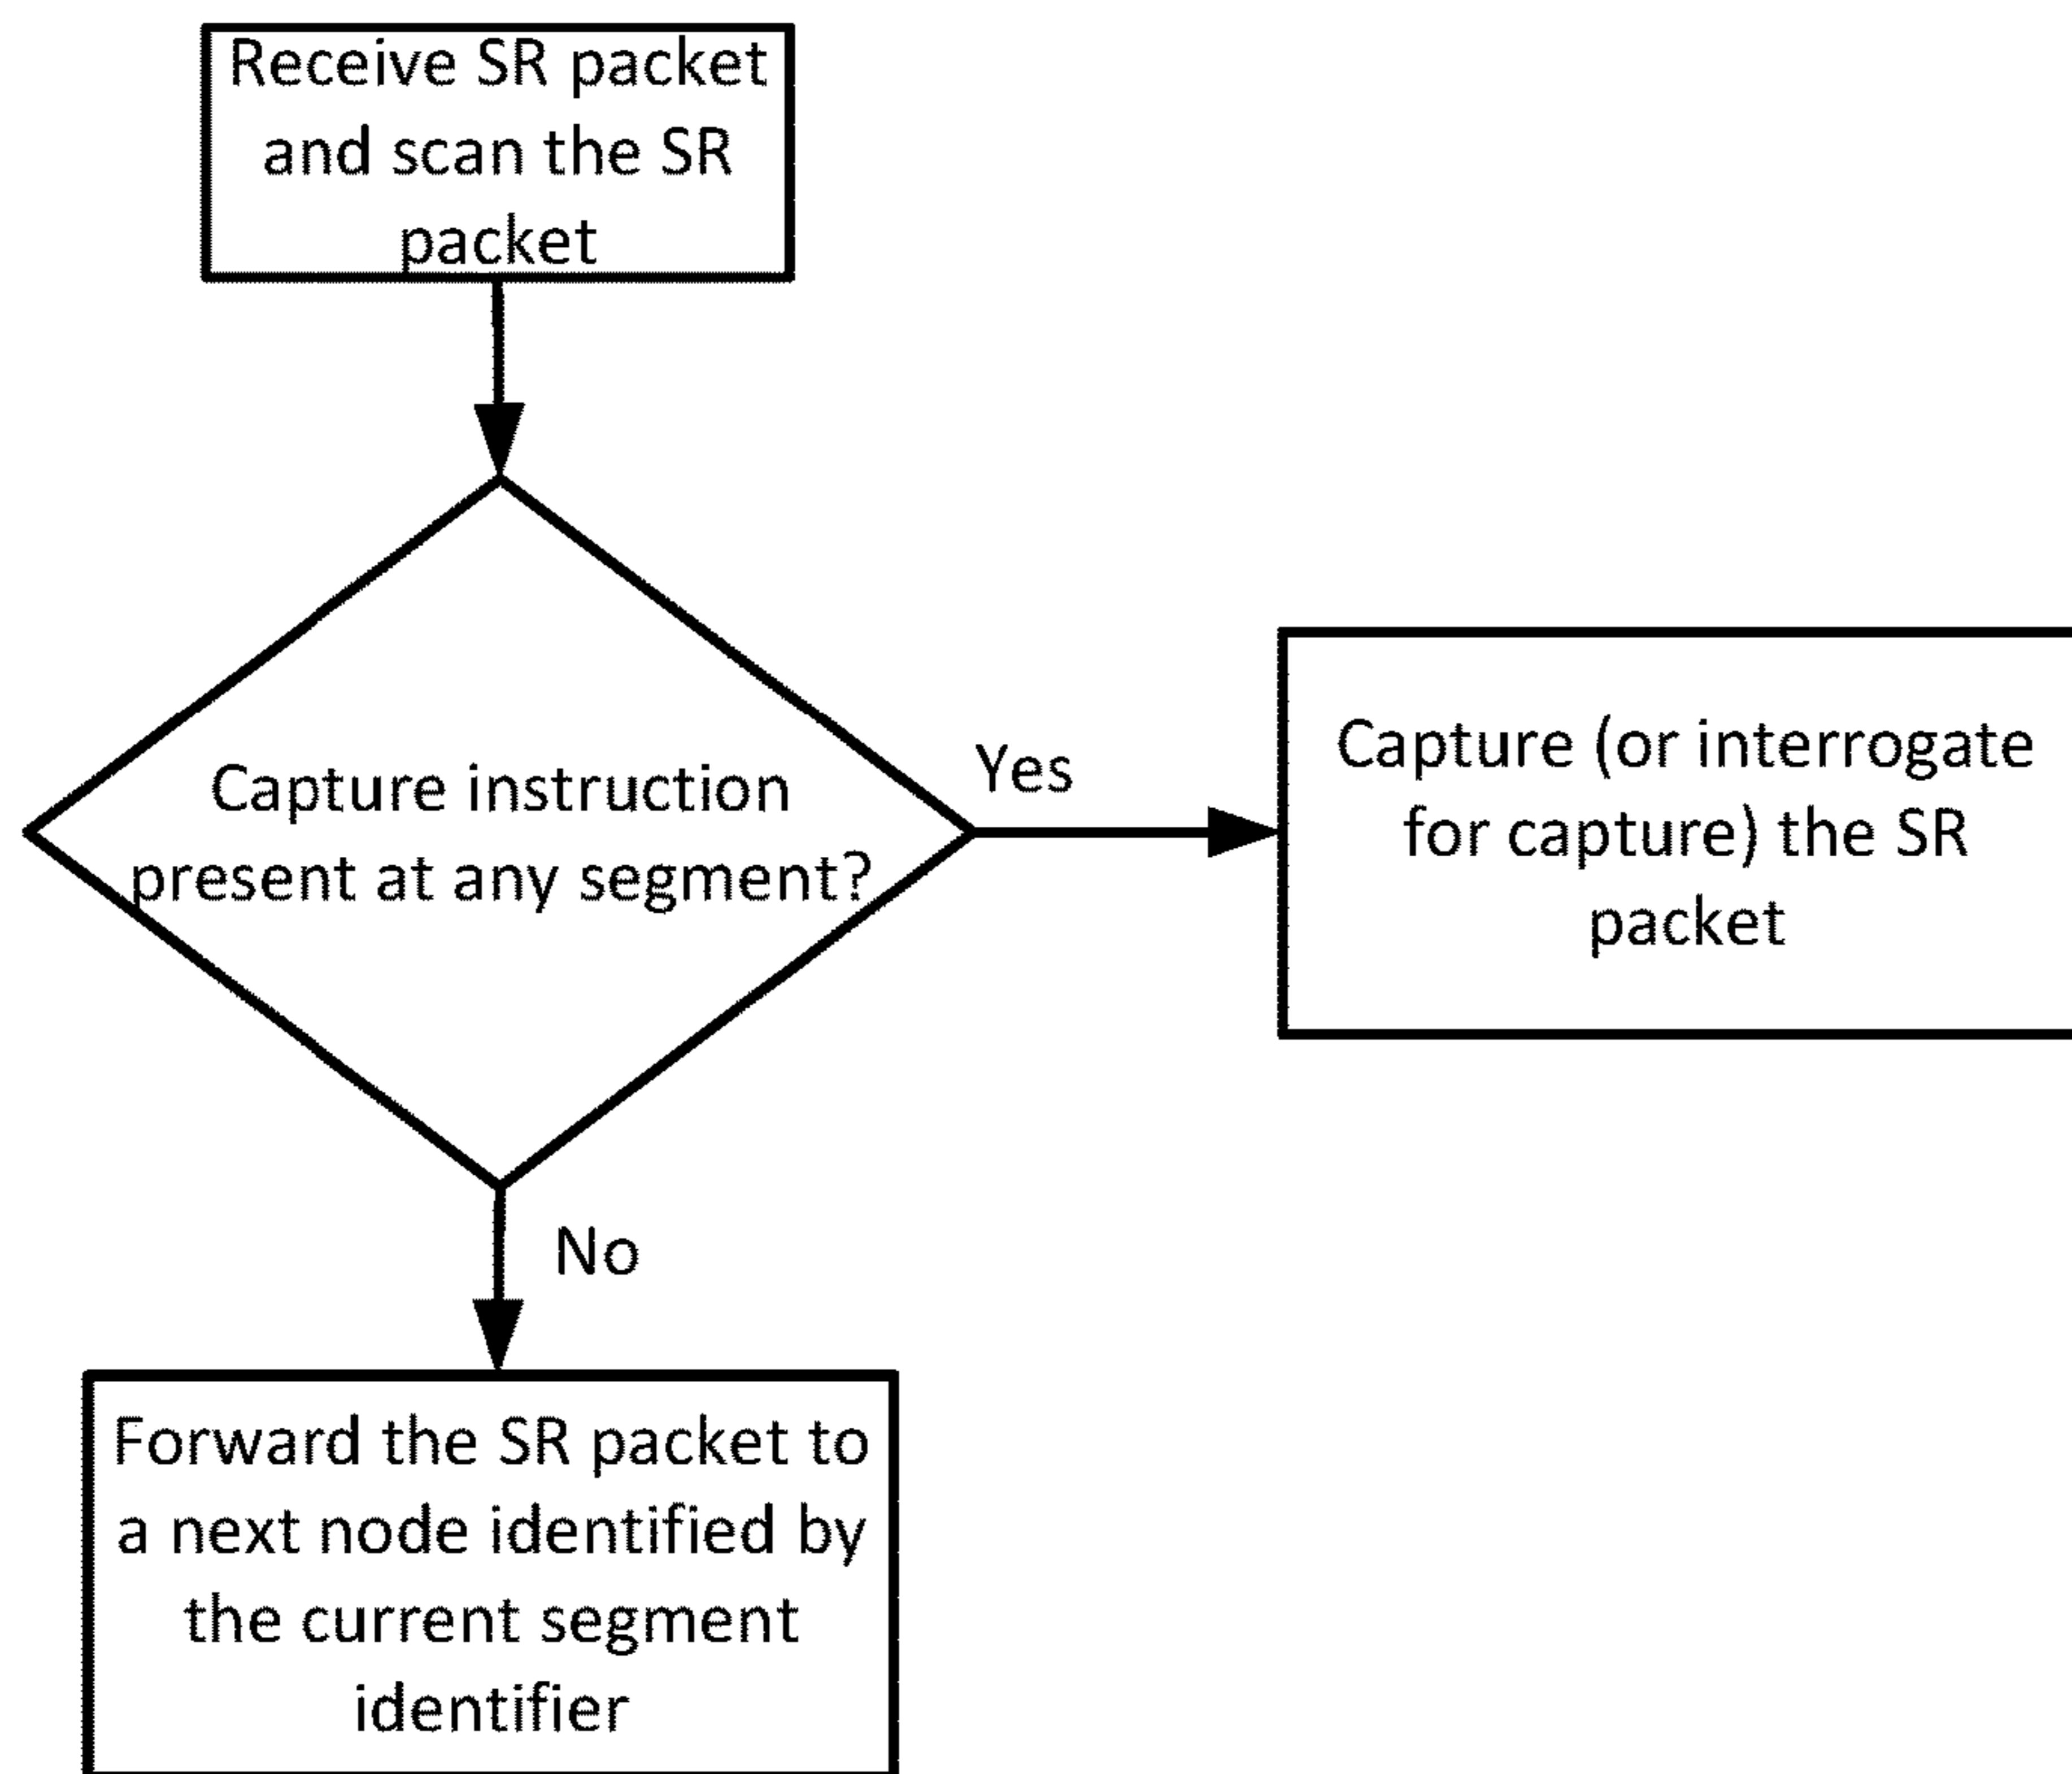 Receive SR packet
and scan the SR
packet
Capture instruction
present at any segment?
Yes
Capture (or interrogate
for capture) the SR
packet
No
Forward the SR packet to
a next node identified by
the current segment
identifier